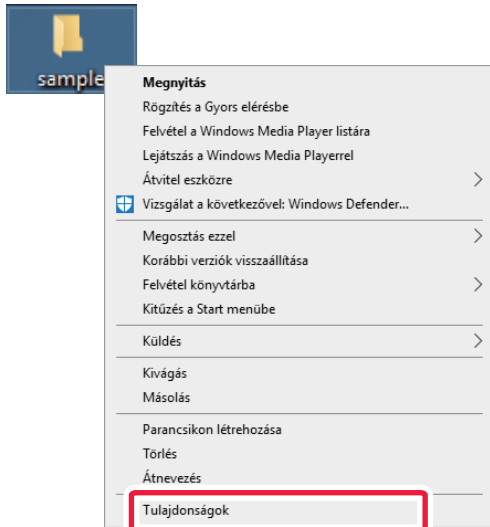 sample
Megnyitás
Rögzítés a Gyors elérésbe
Felvétel a Windows Media Player listára
Lejátszás a Windows Media Playerrel
Átvitel eszközre
Vizsgálat a következővel: Windows Defender...
Megosztás ezzel
Korábbi verziók visszaállítása
Felvétel könyvtárba
Kitűzés a Start menübe
Küldés
Kivágás
Másolás
Parancsikon létrehozása
Törlés
Átnevezés
Tulajdonságok